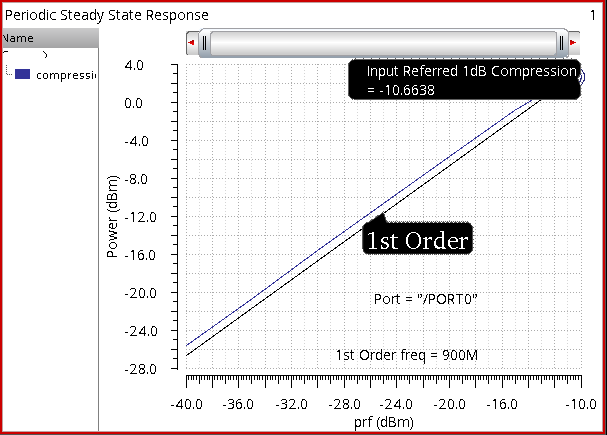 Periodic Steady State Response 1
Name
compressi
Input Referred 1dB Compression
= -10.6638
4.0
0.0
-4.0
-8.0
-12.0
-16.0
-20.0
-24.0
-28.0
Power (dBm)
1st Order
Port = "/PORT0"
1st Order freq = 900M
-40.0 -36.0 -32.0 -28.0 -24.0 -20.0 -16.0 -12.0
prf (dBm)